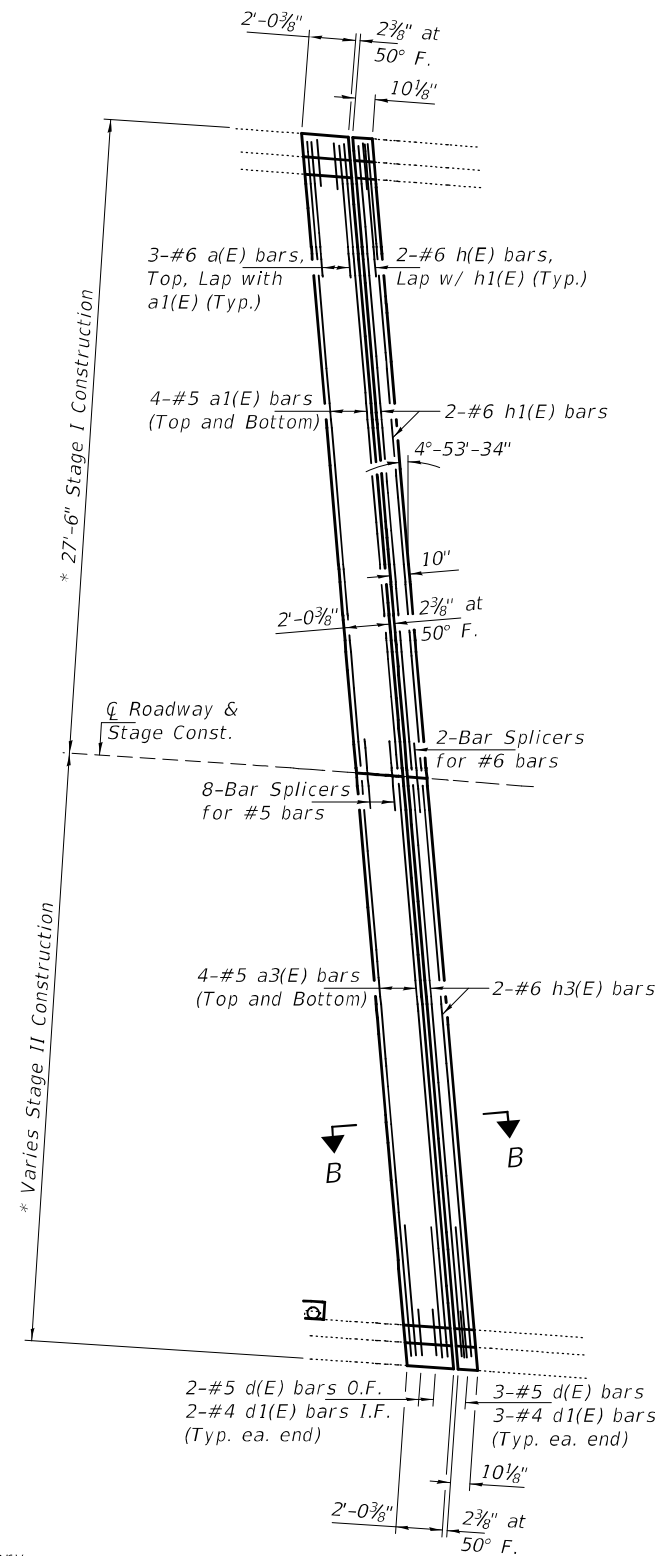 2'-0⅜"
2⅜" at
50° F.
10⅛"
3-#6 a(E) bars,
Top, Lap with
a1(E) (Typ.)
2-#6 h(E) bars,
Lap w/ h1(E) (Typ.)
* 27'-6" Stage I Construction
4-#5 a1(E) bars
(Top and Bottom)
2-#6 h1(E) bars
4°-53'-34"
10"
2'-0⅜"
2⅜" at
50° F.
℄ Roadway &
Stage Const.
2-Bar Splicers
for #6 bars
8-Bar Splicers
for #5 bars
* Varies Stage II Construction
4-#5 a3(E) bars
(Top and Bottom)
2-#6 h3(E) bars
B
B
2-#5 d(E) bars O.F.
2-#4 d1(E) bars I.F.
(Typ. ea. end)
3-#5 d(E) bars
3-#4 d1(E) bars
(Typ. ea. end)
10⅛"
2'-0⅜"
2⅜" at
50° F.